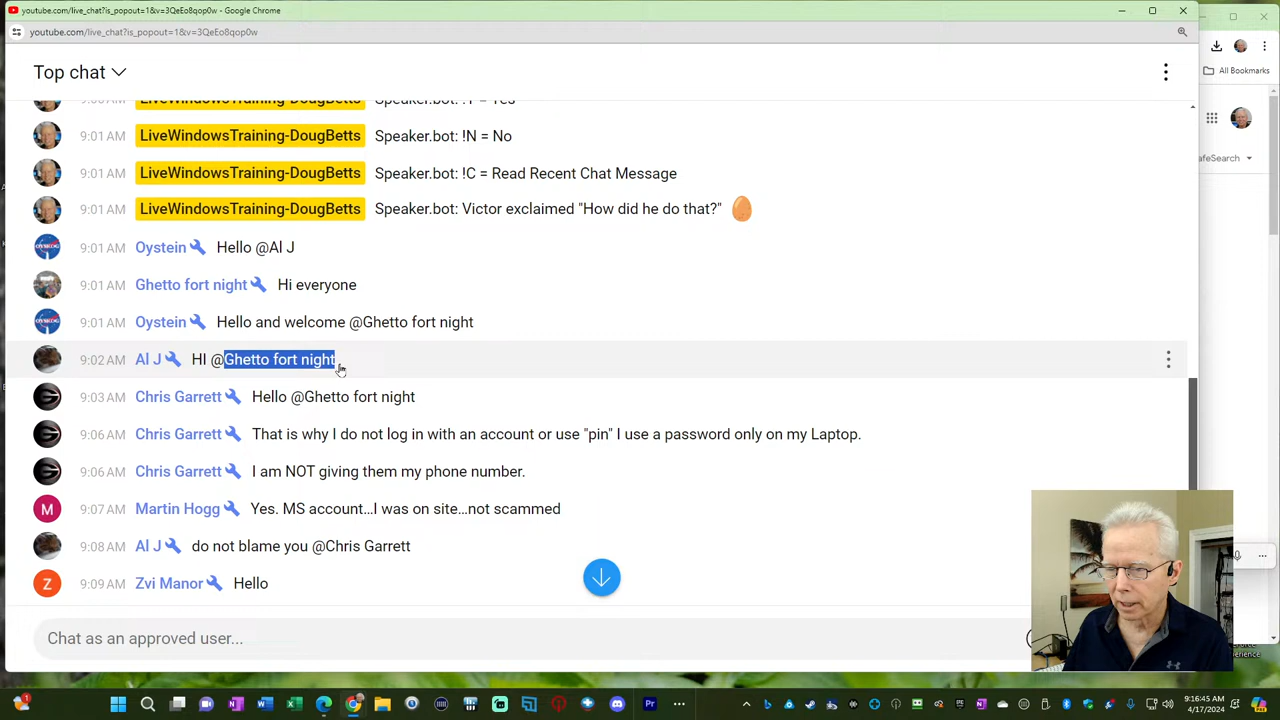 youtube.com/live_chat?is_popout=1&v=3QeEo8qop0w - Google Chrome
youtube.com/live_chat?is_popout=1&v=3QeEo8qop0w
Top chat
All Bookmarks
LiveWindowsTraining-DougBetts Speaker.bot: !Y = Yes
9:01 AM LiveWindowsTraining-DougBetts Speaker.bot: !N = No
afeSearch
9:01 AM LiveWindowsTraining-DougBetts Speaker.bot: !C = Read Recent Chat Message
9:01 AM LiveWindowsTraining-DougBetts Speaker.bot: Victor exclaimed "How did he do that?"
9:01 AM Oystein Hello @Al J
9:01 AM Ghetto fort night Hi everyone
9:01 AM Oystein Hello and welcome @Ghetto fort night
9:02 AM Al J HI @Ghetto fort night
9:03 AM Chris Garrett Hello @Ghetto fort night
9:06 AM Chris Garrett That is why I do not log in with an account or use "pin" I use a password only on my Laptop.
9:06 AM Chris Garrett I am NOT giving them my phone number.
M 9:07 AM Martin Hogg Yes. MS account...I was on site...not scammed
9:08 AM Al J do not blame you @Chris Garrett
Z 9:09 AM Zvi Manor Hello
Chat as an approved user...
perience
9:16:45 AM
4/17/2024